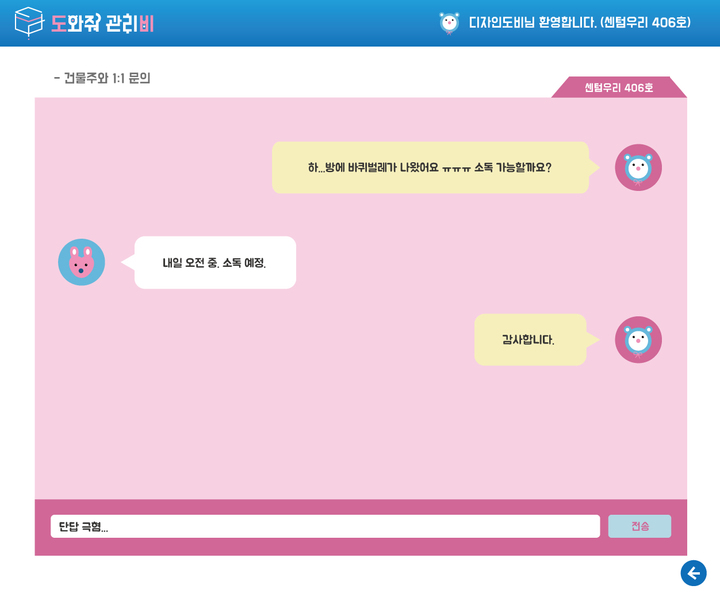 도와줘 관리비
디자인도비님 환영합니다. (센텀우리 406호)
- 건물주와 1:1 문의
센텀우리 406호
하...방에 바퀴벌레가 나왔어요 ㅠㅠㅠ 소독 가능할까요?
내일 오전 중. 소독 예정.
감사합니다.
단답 극혐...
전송